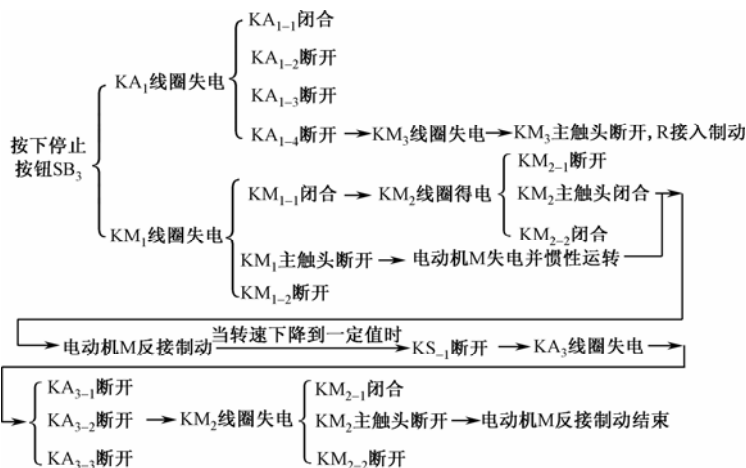 KA₁₋₁闭合
KA₁₋₂断开
KA₁线圈失电
KA₁₋₃断开
KA₁₋₄断开→KM₃线圈失电→KM₃主触头断开,R接入制动
按下停止
按钮SB₃
KM₂₋₁断开
KM₁₋₁闭合→KM₂线圈得电
KM₂主触头闭合
KM₁线圈失电
KM₂₋₂闭合
KM₁主触头断开→电动机M失电并惯性运转
KM₁₋₂断开
当转速下降到一定值时
电动机M反接制动→KS₋₁断开→KA₃线圈失电→
KA₃₋₁断开
KM₂₋₁闭合
KA₃₋₂断开→KM₂线圈失电
KM₂主触头断开→电动机M反接制动结束
KA₃₋₃断开
KM₂₋₂断开